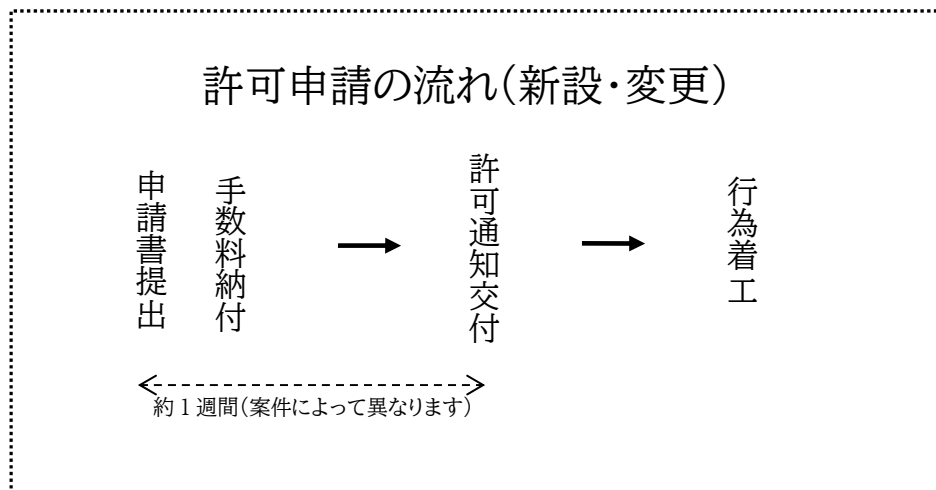 許可申請の流れ(新設・変更)
申請書提出
手数料納付
許可通知交付
行為着工
約1週間(案件によって異なります)